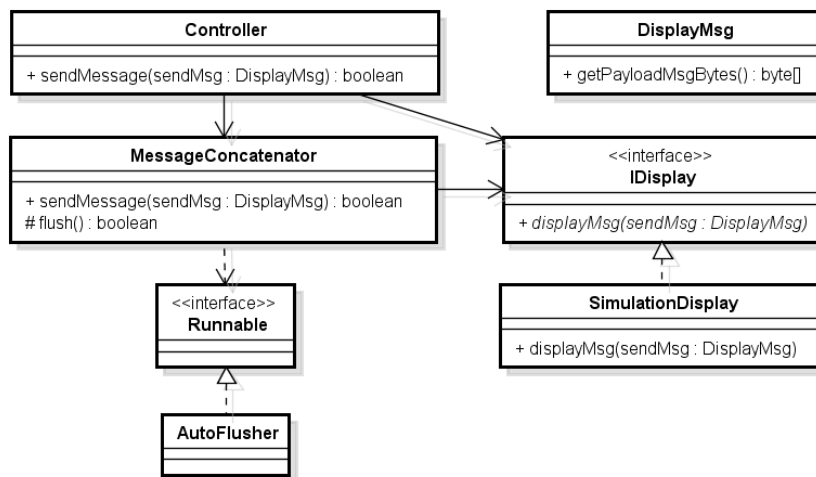 Controller
+ sendMessage(sendMsg : DisplayMsg) : boolean
DisplayMsg
+ getPayloadMsgBytes() : byte[]
MessageConcatenator
+ sendMessage(sendMsg : DisplayMsg) : boolean
# flush() : boolean
<<interface>>
IDisplay
+ displayMsg(sendMsg : DisplayMsg)
<<interface>>
Runnable
SimulationDisplay
+ displayMsg(sendMsg : DisplayMsg)
AutoFlusher